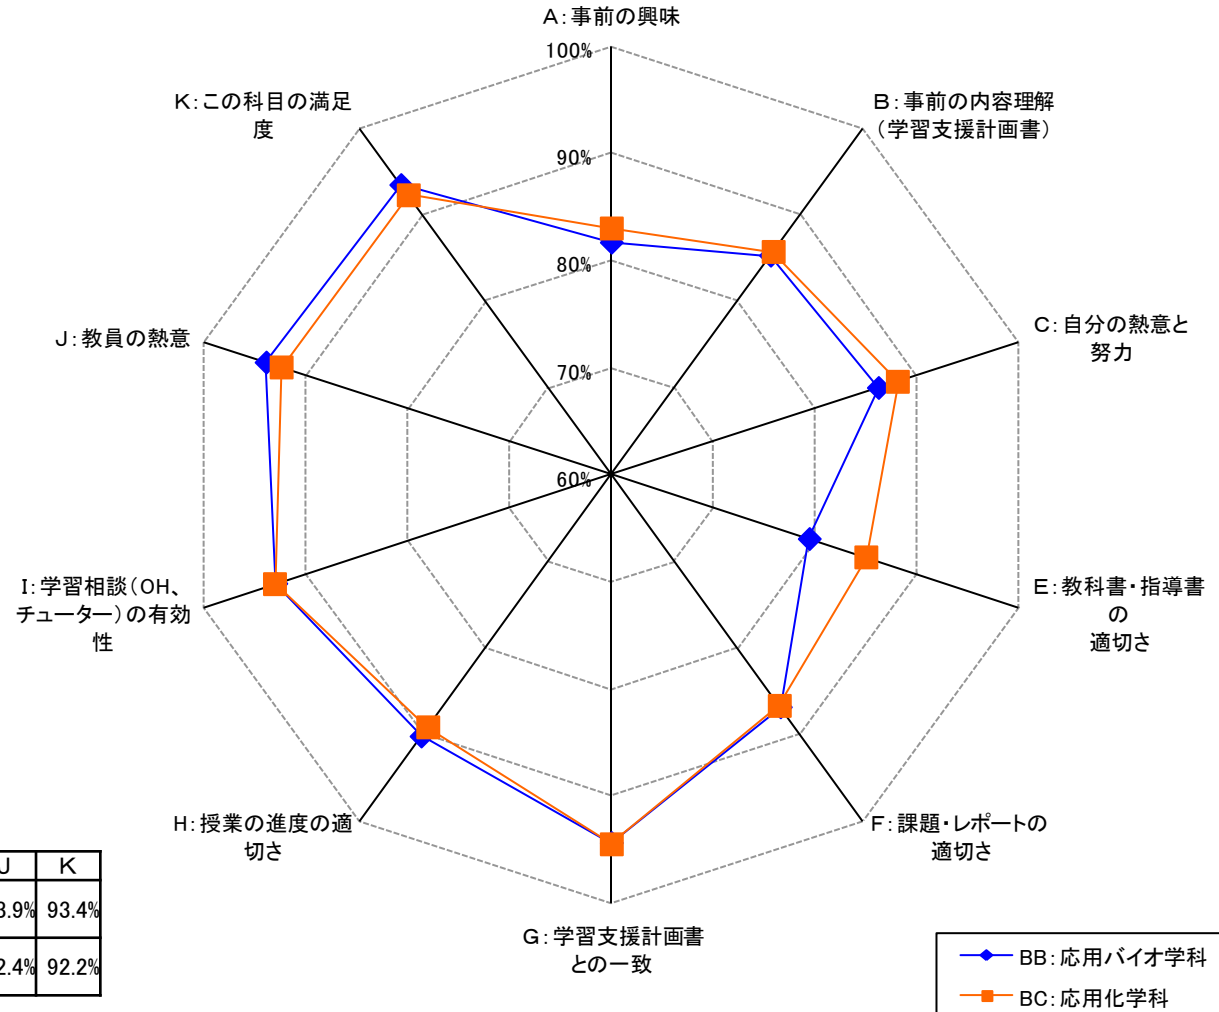 A：事前の興味
100%
K：この科目の満足
度
B：事前の内容理解
（学習支援計画書）
90%
80%
J：教員の熱意
C：自分の熱意と
努力
70%
60%
I：学習相談（OH、
チューター）の有効
性
E：教科書・指導書
の
適切さ
H：授業の進度の適
切さ
F：課題・レポートの
適切さ
G：学習支援計画書
との一致
J K
3.9% 93.4%
2.4% 92.2%
BB：応用バイオ学科
BC：応用化学科